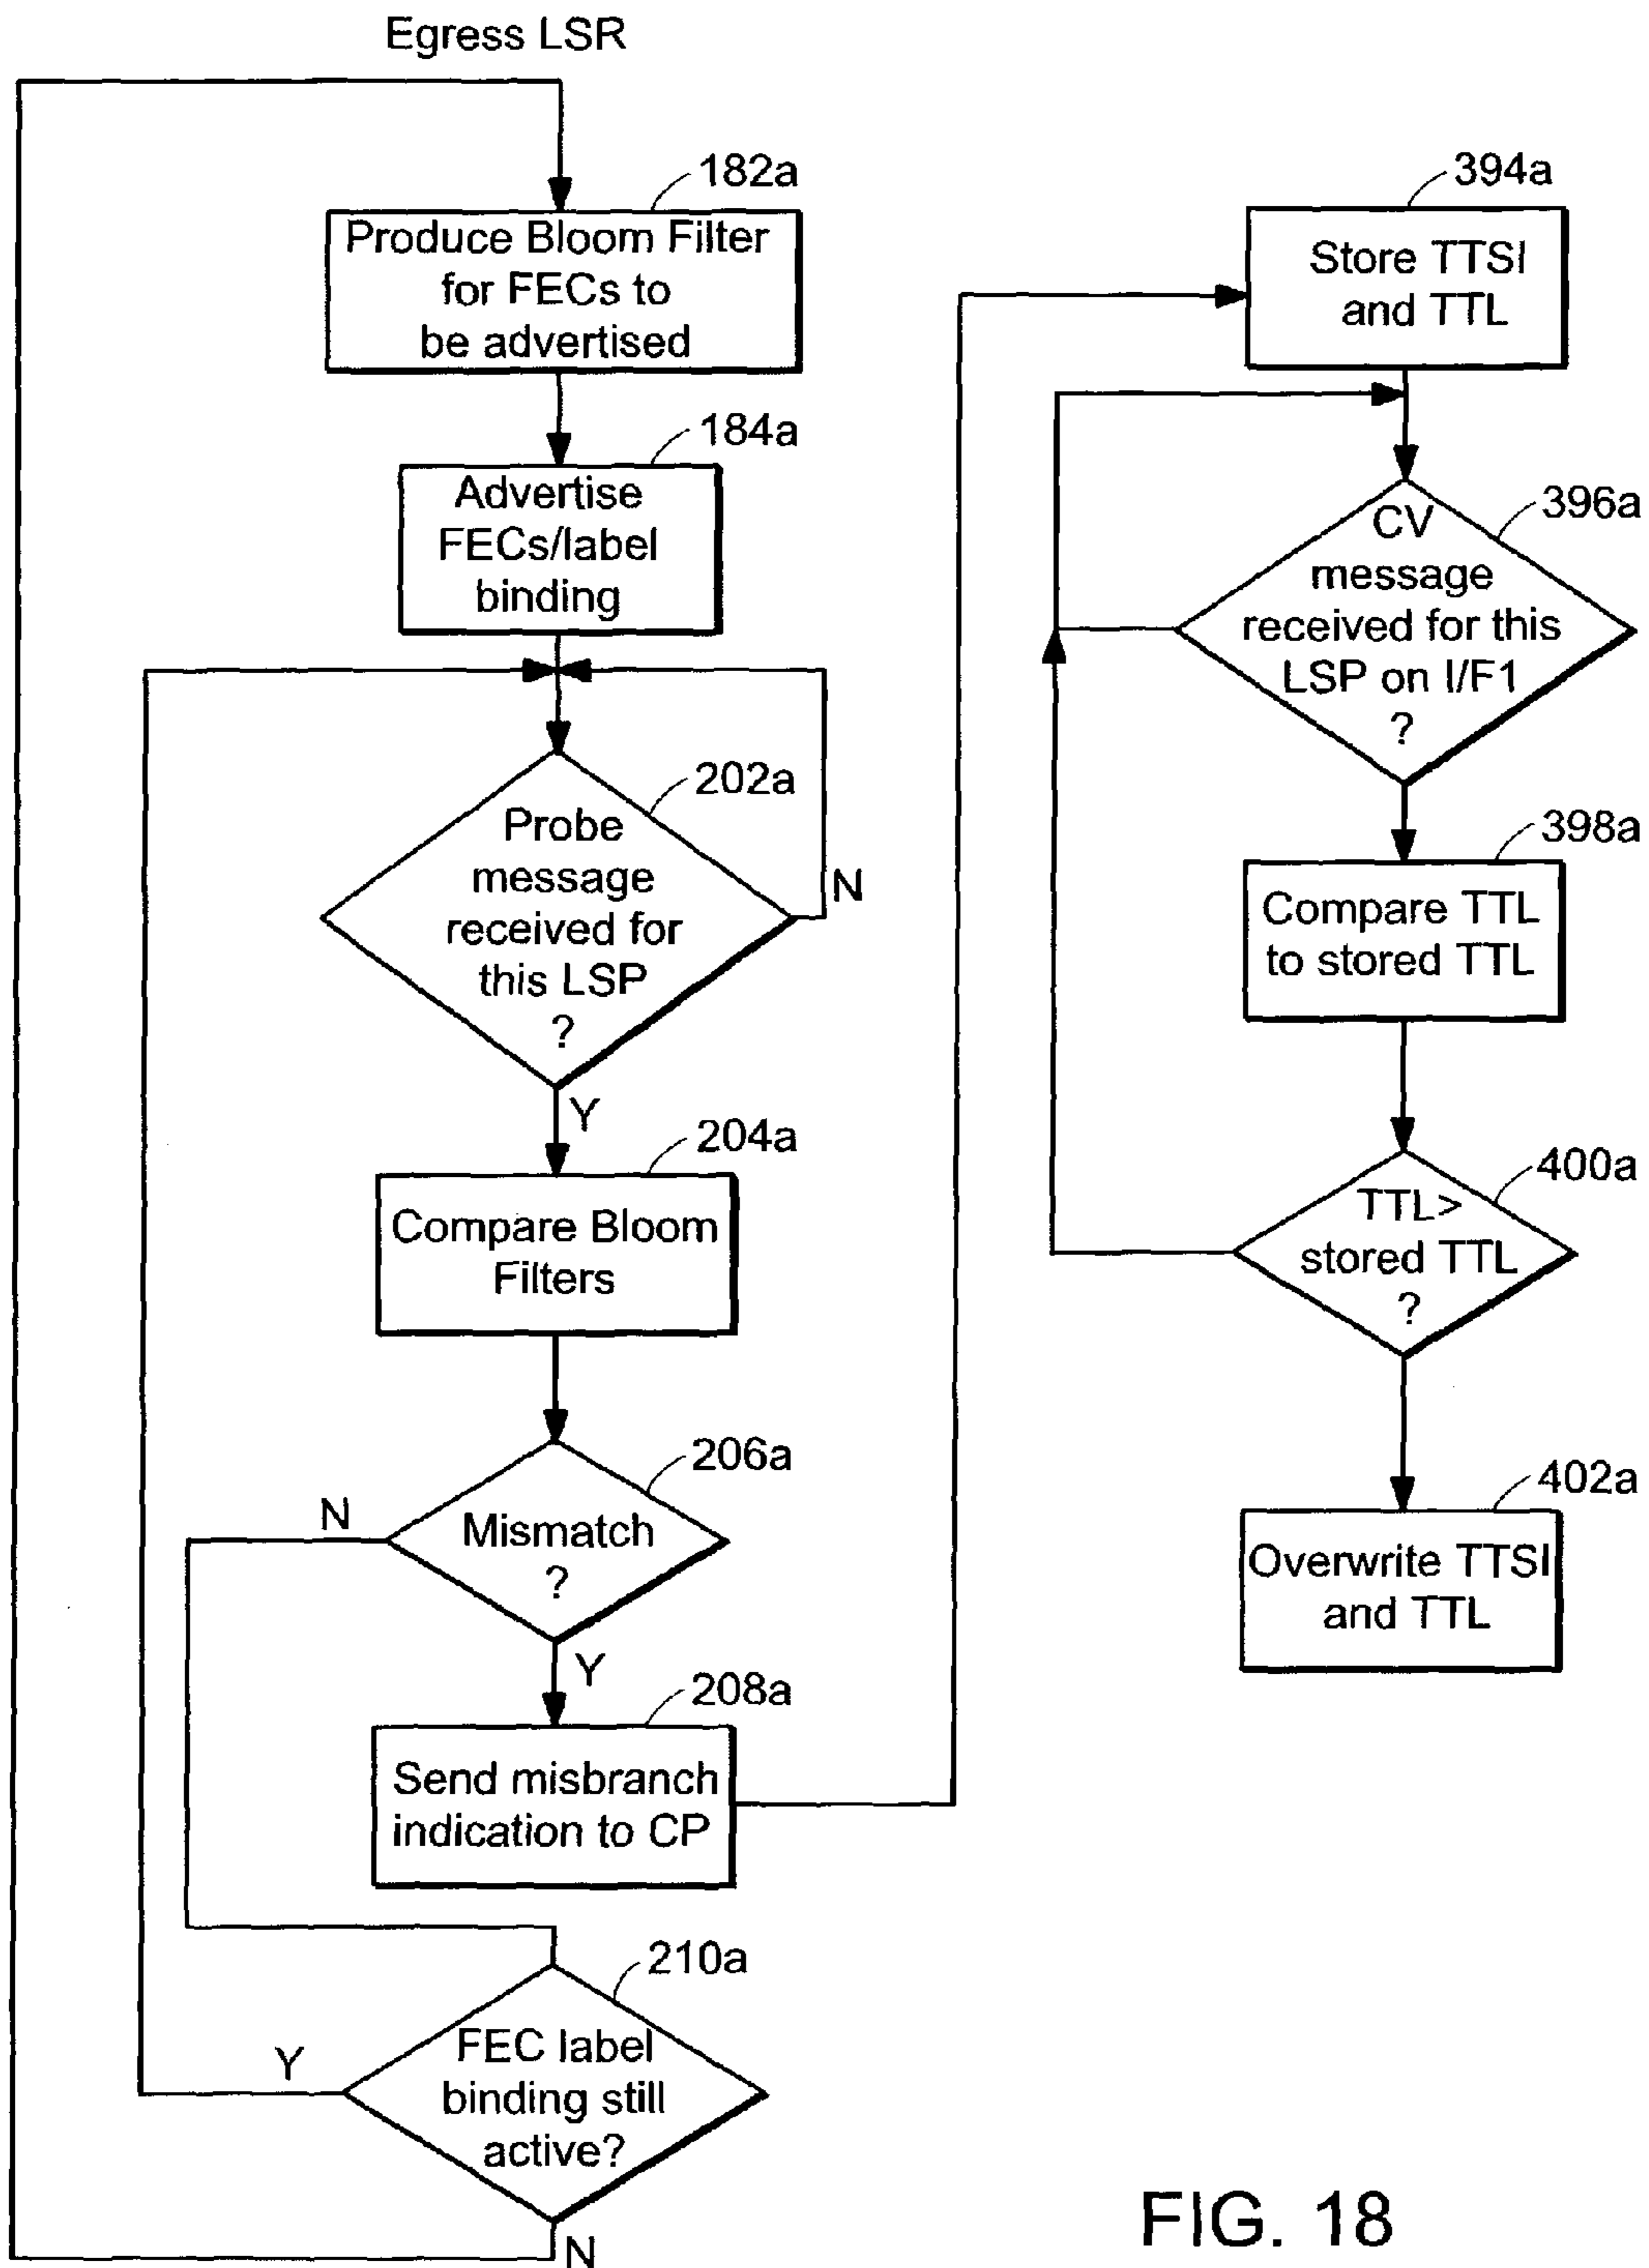 Egress LSR
182a
Produce Bloom Filter
for FECs to
be advertised
184a
Advertise
FECs/label
binding
202a
Probe
message
received for
this LSP
?
N
Y
204a
Compare Bloom
Filters
206a
Mismatch
?
N
Y
208a
Send misbranch
indication to CP
210a
FEC label
binding still
active?
Y
N
394a
Store TTSI
and TTL
396a
CV
message
received for this
LSP on I/F1
?
398a
Compare TTL
to stored TTL
400a
TTL>
stored TTL
?
402a
Overwrite TTSI
and TTL
FIG. 18